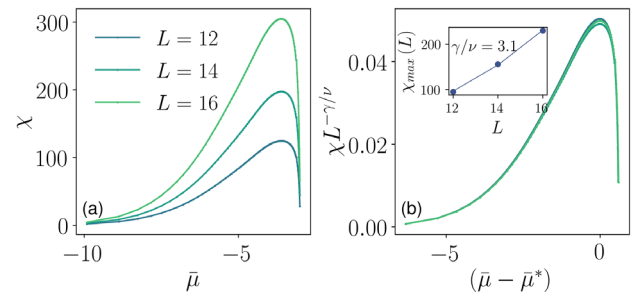 300
200
100
0
χ
L = 12
L = 14
L = 16
(a)
−10
−5
μ̄
0.04
0.02
0.00
χL^{−γ/ν}
200
100
χ_{max}(L)
γ/ν = 3.1
12
14
16
L
(b)
−5
0
(μ̄ − μ̄*)